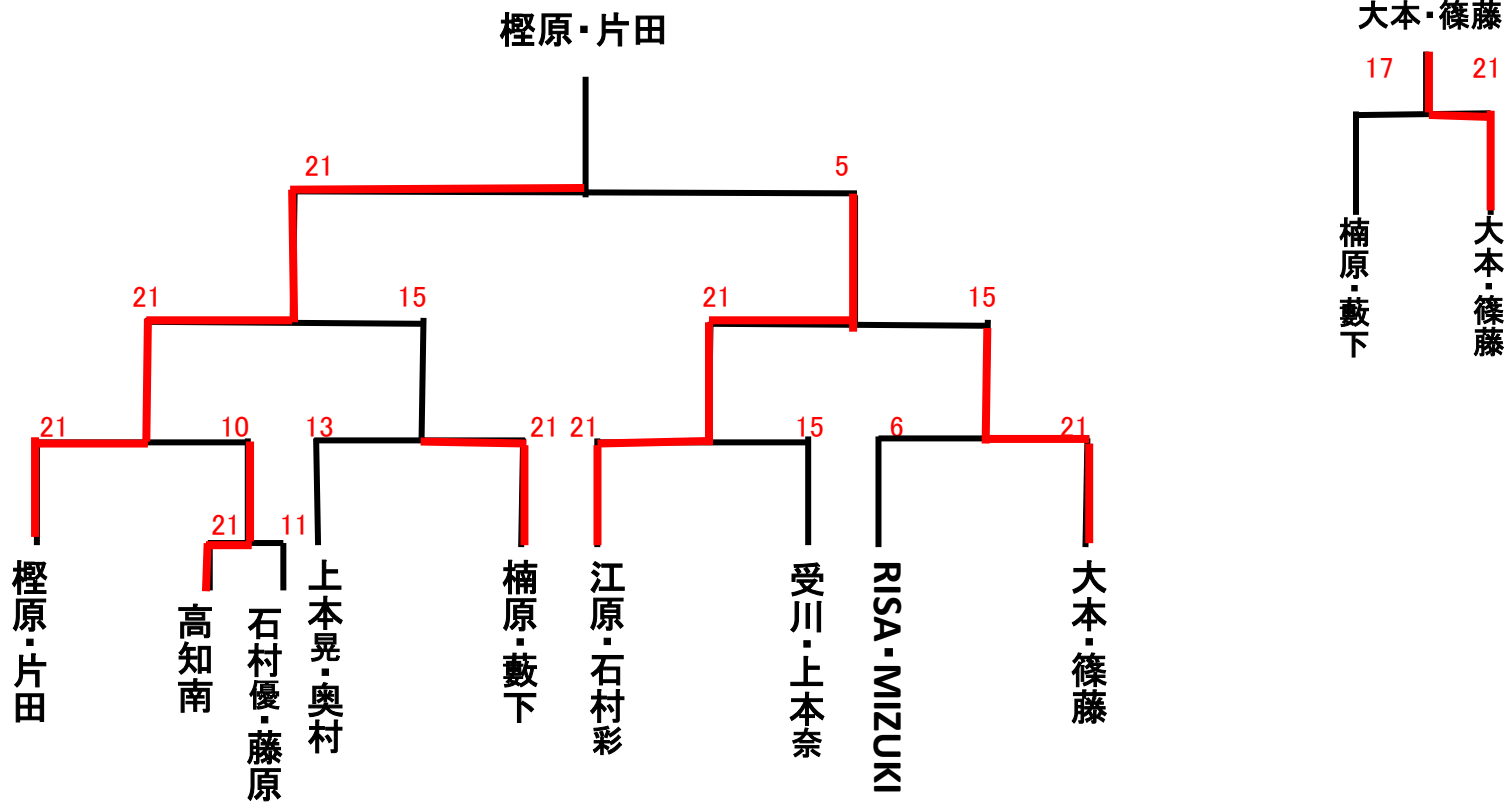 樫原・片田
大本・篠藤
17 21
21 5
楠原・藪下
大本・篠藤
21 15 21 15
21 10 13 21 21 15 6 21
21 11
樫原・片田
高知南
石村優・藤原
上本晃・奥村
楠原・藪下
江原・石村彩
受川・上本奈
RISA・MIZUKI
大本・篠藤